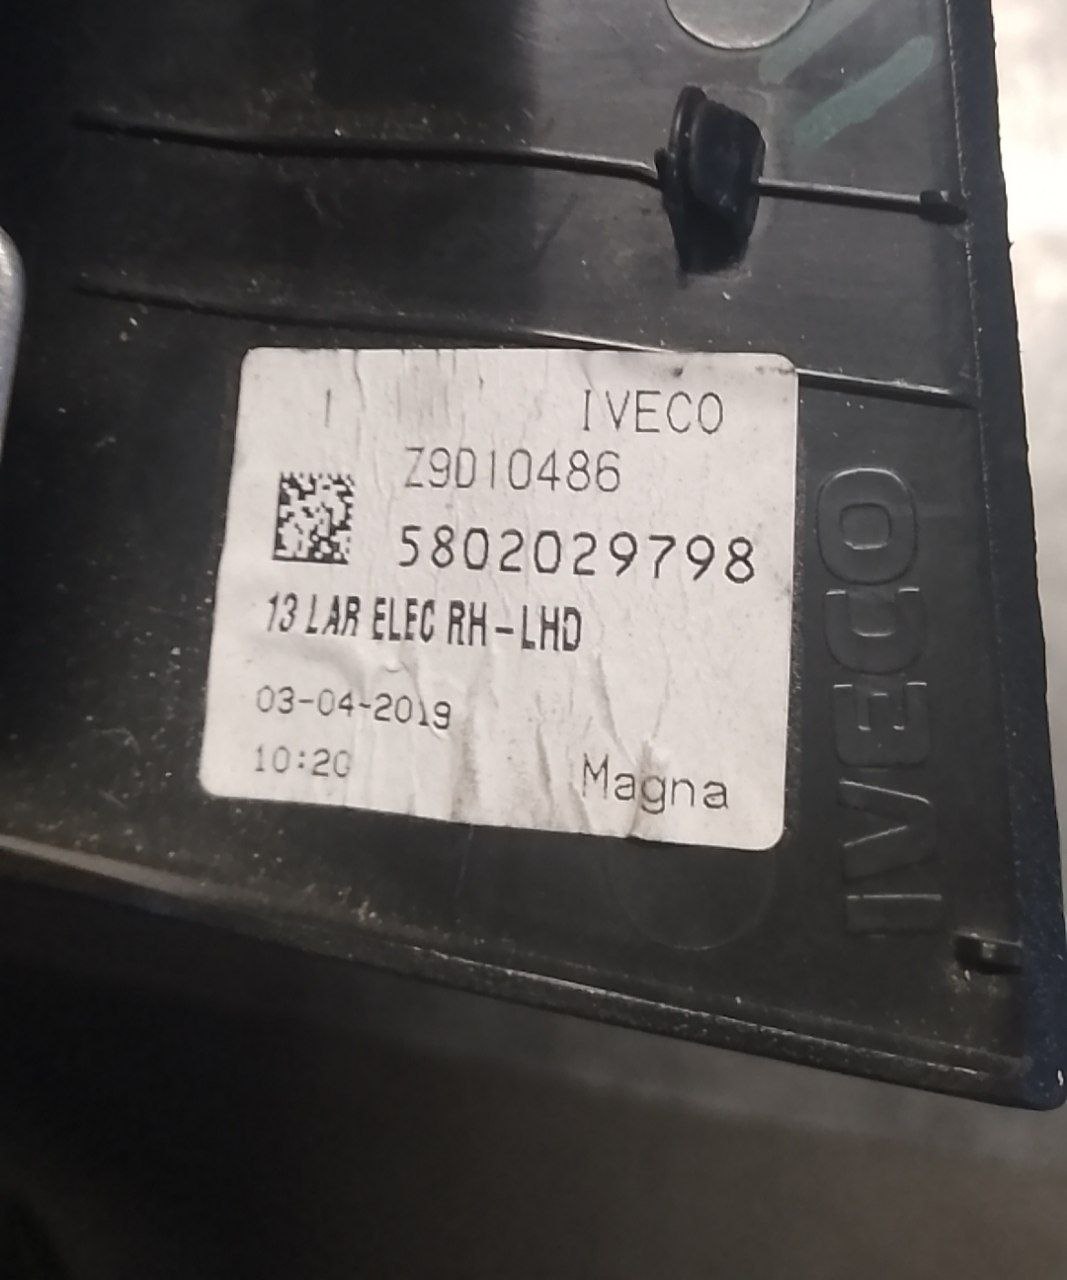 IVECO
Z9D10486
5802029798
13 LAR ELEC RH-LHD
03-04-2019
10:20
Magna
IVECO